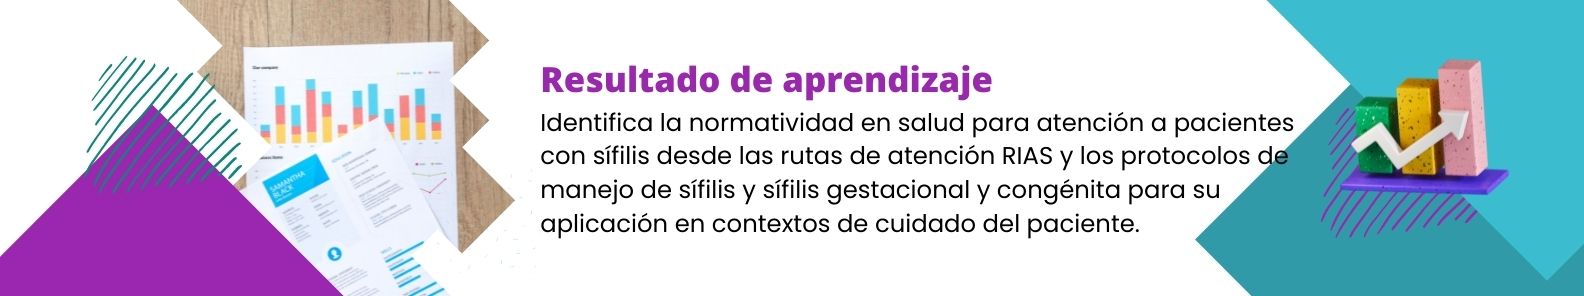 Resultado de aprendizaje
Identifica la normatividad en salud para atención a pacientes
con sífilis desde las rutas de atención RIAS y los protocolos de
manejo de sífilis y sífilis gestacional y congénita para su
aplicación en contextos de cuidado del paciente.
SAMANTHA
BLACK